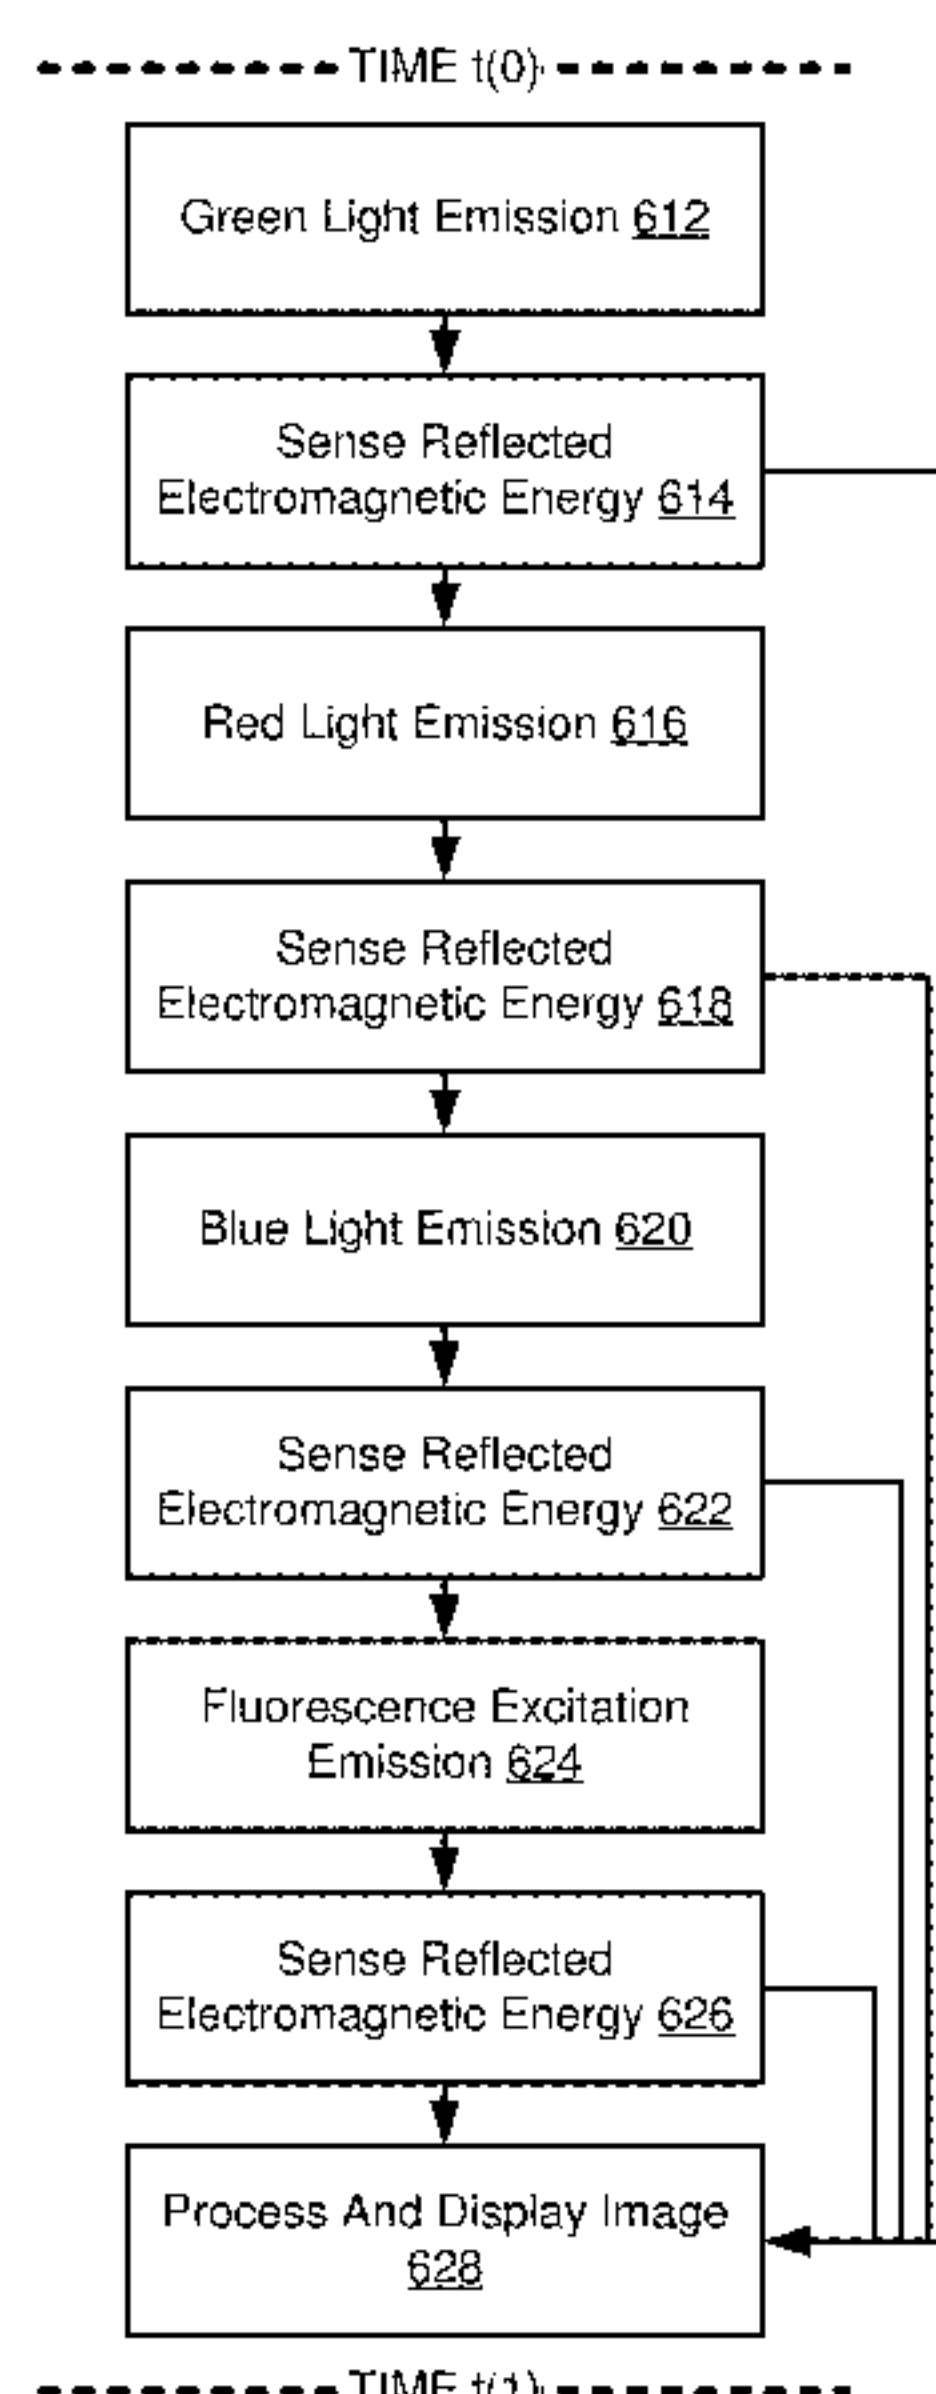 TIME t(0)
Green Light Emission 612
Sense Reflected
Electromagnetic Energy 614
Red Light Emission 616
Sense Reflected
Electromagnetic Energy 618
Blue Light Emission 620
Sense Reflected
Electromagnetic Energy 622
Fluorescence Excitation
Emission 624
Sense Reflected
Electromagnetic Energy 626
Process And Display Image
628
TIME t(1)